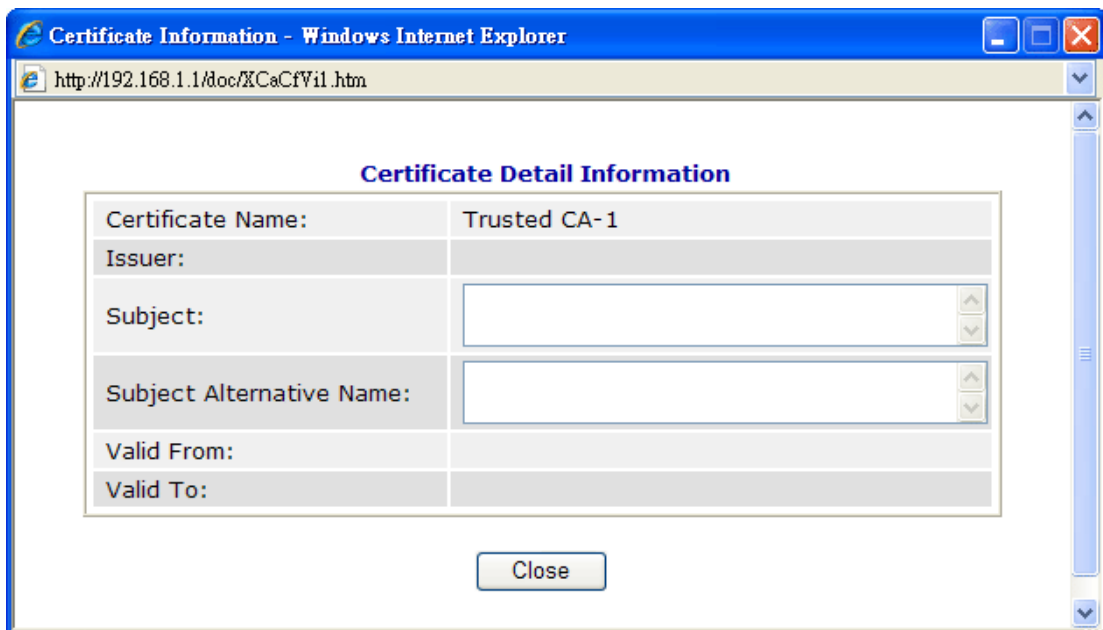 Certificate Information - Windows Internet Explorer
http://192.168.1.1/doc/XCaCfVi1.htm
Certificate Detail Information
Certificate Name: Trusted CA-1
Issuer:
Subject:
Subject Alternative Name:
Valid From:
Valid To:
Close